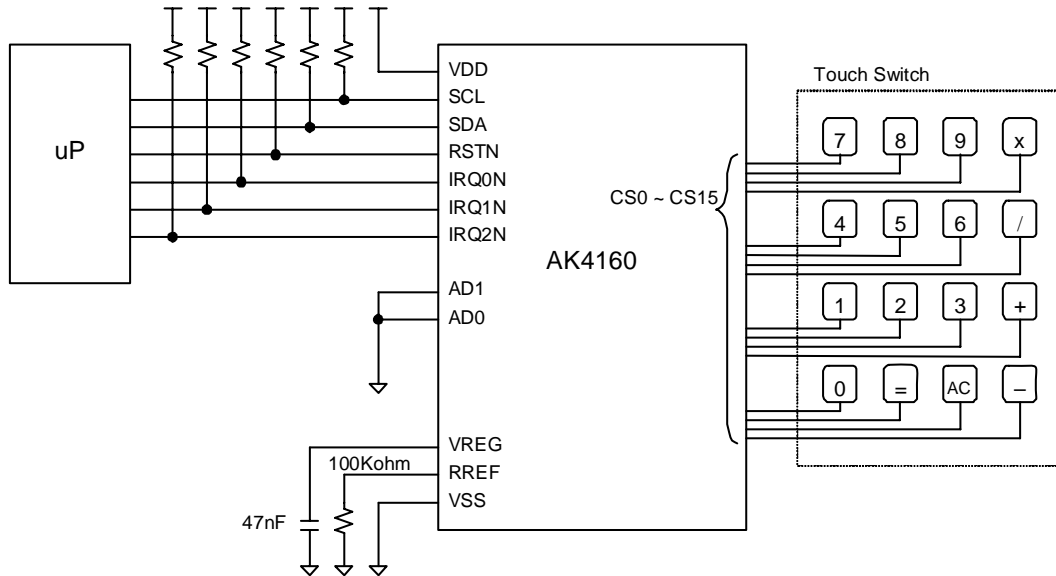 uP
VDD
SCL
SDA
RSTN
IRQ0N
IRQ1N
IRQ2N
AD1
AD0
VREG
RREF
VSS
100Kohm
47nF
AK4160
CS0 ~ CS15
Touch Switch
7 8 9 x
4 5 6 /
1 2 3 +
0 = AC –